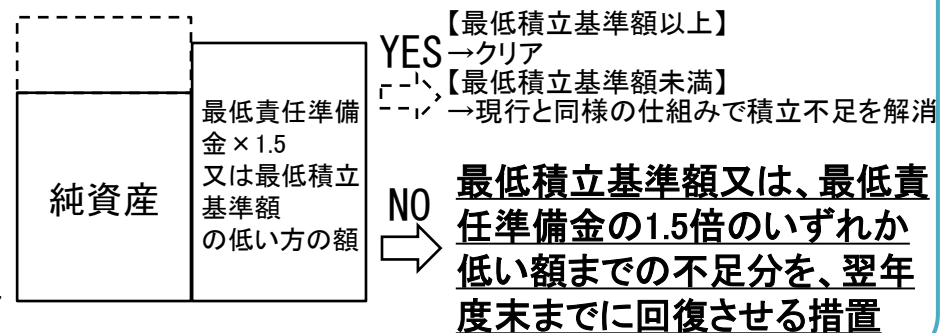 【最低積立基準額以上】
YES→クリア
【最低積立基準額未満】
→現行と同様の仕組みで積立不足を解消
純資産
最低責任準備
金×1.5
又は最低積立
基準額
の低い方の額
NO
最低積立基準額又は、最低責
任準備金の1.5倍のいずれか
低い額までの不足分を、翌年
度末までに回復させる措置